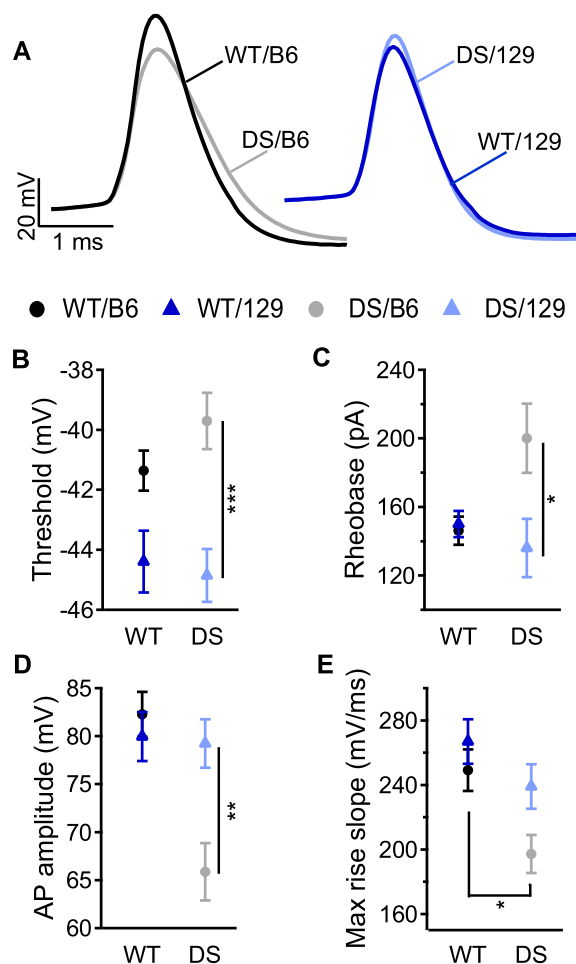 A
WT/B6
DS/129
DS/B6
WT/129
20 mV
1 ms
WT/B6 WT/129 DS/B6 DS/129
B
Threshold (mV)
-38
-40
-42
-44
-46
***
WT DS
C
Rheobase (pA)
240
200
160
120
*
WT DS
D
AP amplitude (mV)
85
80
75
70
65
60
**
WT DS
E
Max rise slope (mV/ms)
280
240
200
160
*
WT DS